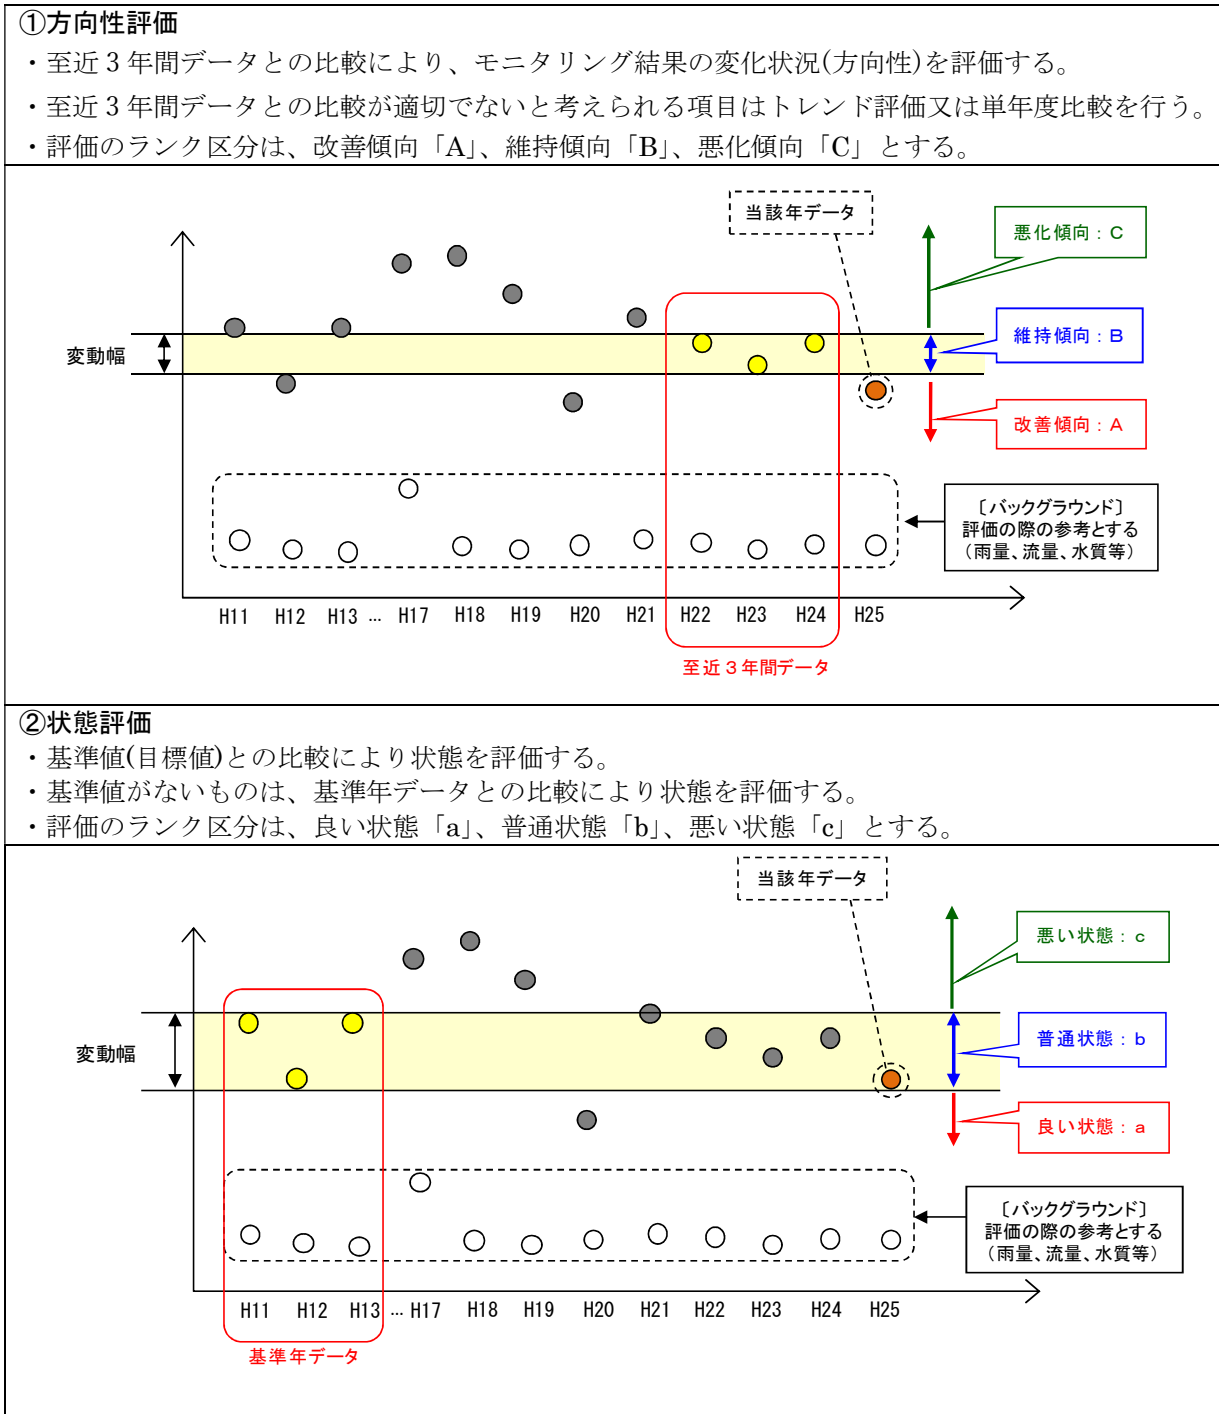 ①方向性評価
・至近3年間データとの比較により、モニタリング結果の変化状況(方向性)を評価する。
・至近3年間データとの比較が適切でないと考えられる項目はトレンド評価又は単年度比較を行う。
・評価のランク区分は、改善傾向「A」、維持傾向「B」、悪化傾向「C」とする。
当該年データ
悪化傾向：C
変動幅
維持傾向：B
改善傾向：A
〔バックグラウンド〕
評価の際の参考とする
（雨量、流量、水質等）
H11 H12 H13 … H17 H18 H19 H20 H21 H22 H23 H24 H25
至近3年間データ
②状態評価
・基準値(目標値)との比較により状態を評価する。
・基準値がないものは、基準年データとの比較により状態を評価する。
・評価のランク区分は、良い状態「a」、普通状態「b」、悪い状態「c」とする。
当該年データ
悪い状態：c
変動幅
普通状態：b
良い状態：a
〔バックグラウンド〕
評価の際の参考とする
（雨量、流量、水質等）
H11 H12 H13 … H17 H18 H19 H20 H21 H22 H23 H24 H25
基準年データ